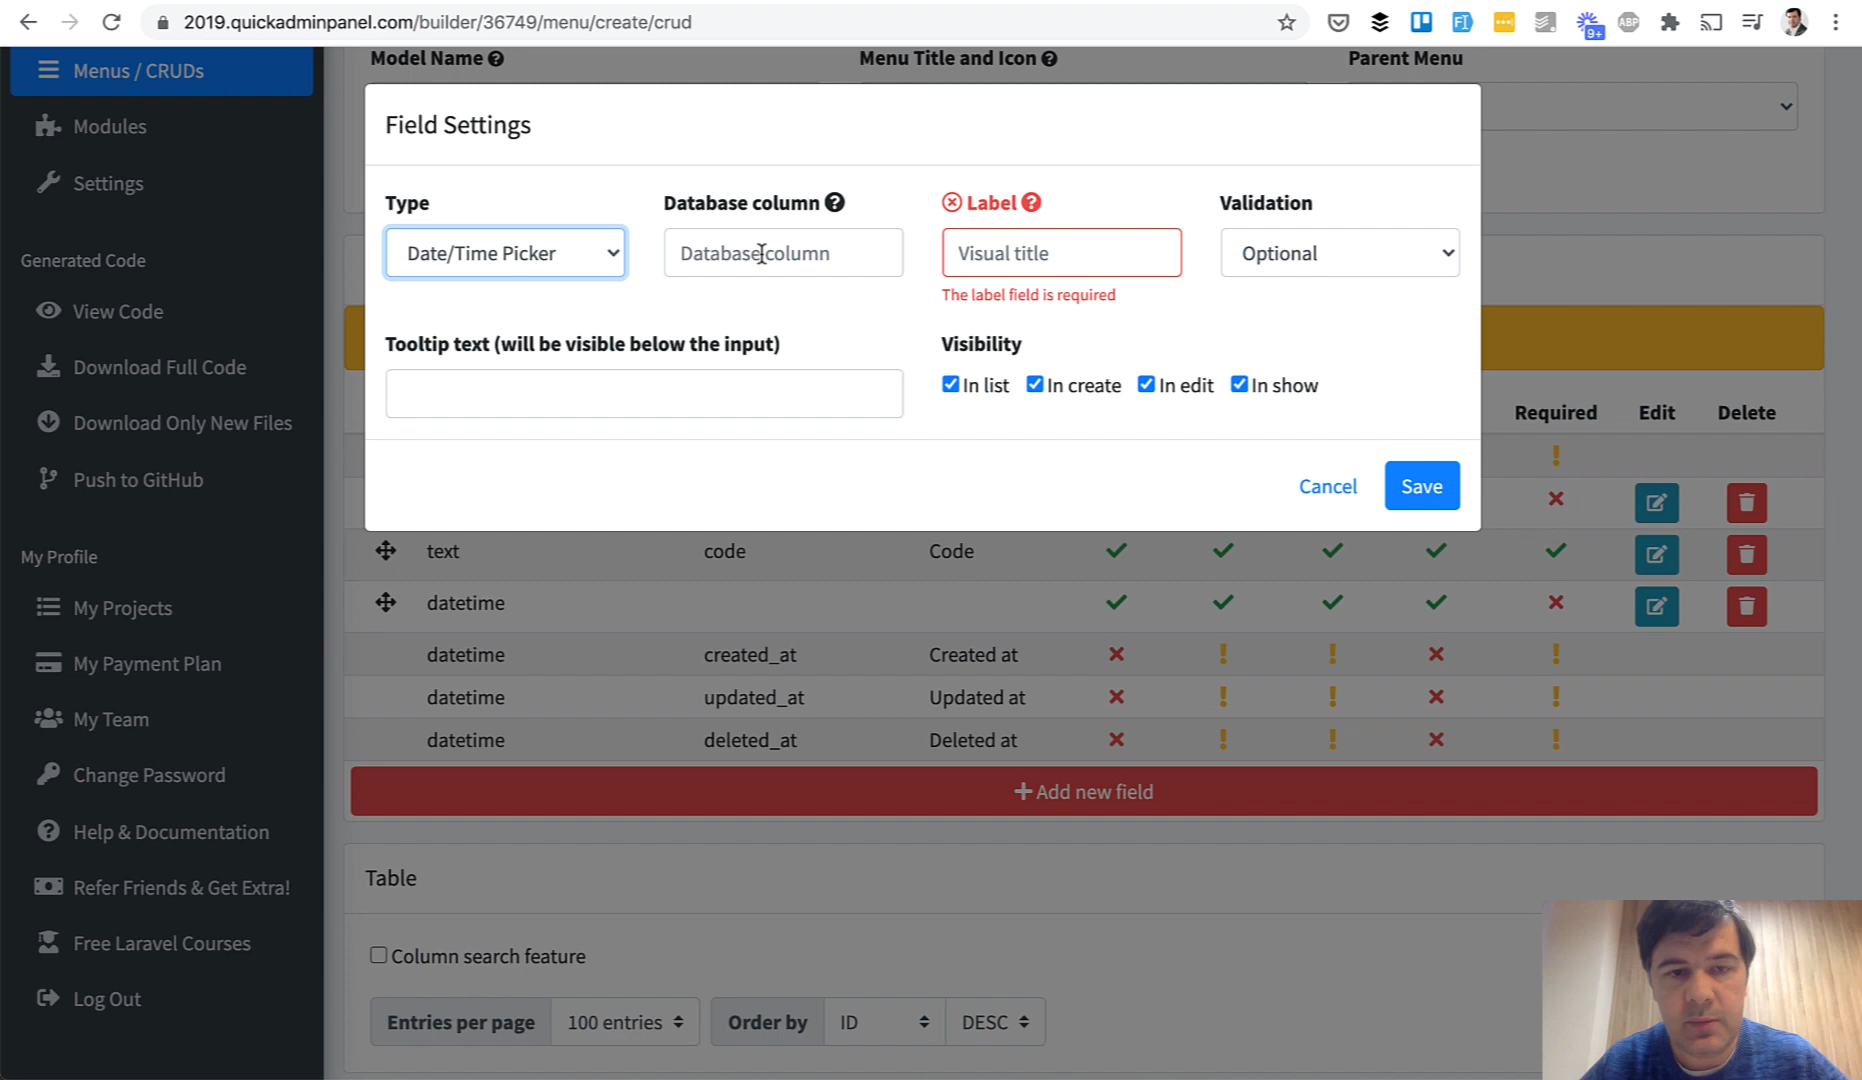 2019.quickadminpanel.com/builder/36749/menu/create/crud
9+
ABP
Menus / CRUDs
Modules
Settings
Generated Code
View Code
Download Full Code
Download Only New Files
Push to GitHub
My Profile
My Projects
My Payment Plan
My Team
Change Password
Help & Documentation
Refer Friends & Get Extra!
Free Laravel Courses
Log Out
Model Name
Menu Title and Icon
Parent Menu
Field Settings
Type
Database column
Label
Validation
Date/Time Picker
Database column
Visual title
Optional
The label field is required
Tooltip text (will be visible below the input)
Visibility
In list
In create
In edit
In show
Cancel
Save
Required Edit Delete
text code Code
datetime
datetime created_at Created at
datetime updated_at Updated at
datetime deleted_at Deleted at
Add new field
Table
Column search feature
Entries per page 100 entries Order by ID DESC